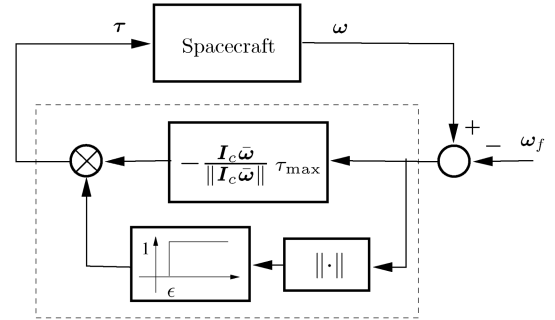 τ
Spacecraft
ω
+
−
ω_f
− I_c ω̄ / ‖I_c ω̄‖ τ_max
1
ϵ
‖·‖